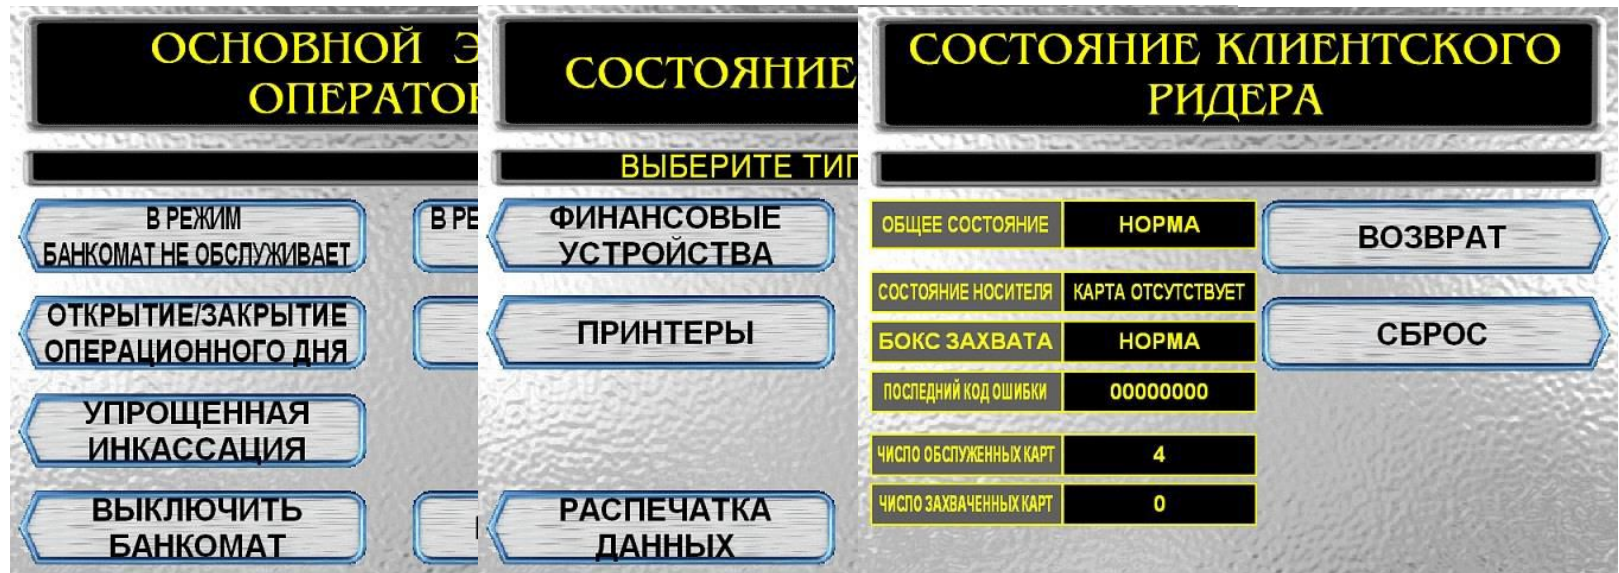 ОСНОВНОЙ Э
ОПЕРАТО
В РЕЖИМ
БАНКОМАТ НЕ ОБСЛУЖИВАЕТ
В РЕ
ОТКРЫТИЕ/ЗАКРЫТИЕ
ОПЕРАЦИОННОГО ДНЯ
УПРОЩЕННАЯ
ИНКАССАЦИЯ
ВЫКЛЮЧИТЬ
БАНКОМАТ
СОСТОЯНИЕ
ВЫБЕРИТЕ ТИП
ФИНАНСОВЫЕ
УСТРОЙСТВА
ПРИНТЕРЫ
РАСПЕЧАТКА
ДАННЫХ
СОСТОЯНИЕ КЛИЕНТСКОГО
РИДЕРА
ОБЩЕЕ СОСТОЯНИЕ НОРМА
СОСТОЯНИЕ НОСИТЕЛЯ КАРТА ОТСУТСТВУЕТ
БОКС ЗАХВАТА НОРМА
ПОСЛЕДНИЙ КОД ОШИБКИ 00000000
ЧИСЛО ОБСЛУЖЕННЫХ КАРТ 4
ЧИСЛО ЗАХВАЧЕННЫХ КАРТ 0
ВОЗВРАТ
СБРОС